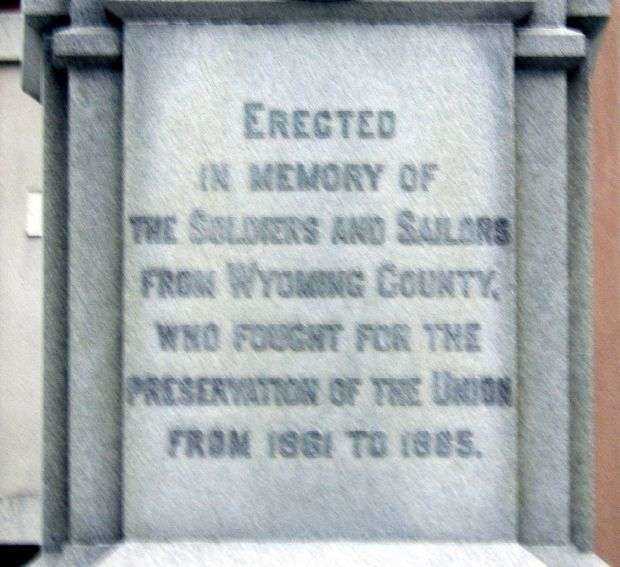 ERECTED
IN MEMORY OF
THE SOLDIERS AND SAILORS
FROM WYOMING COUNTY,
WHO FOUGHT FOR THE
PRESERVATION OF THE UNION
FROM 1861 TO 1865.